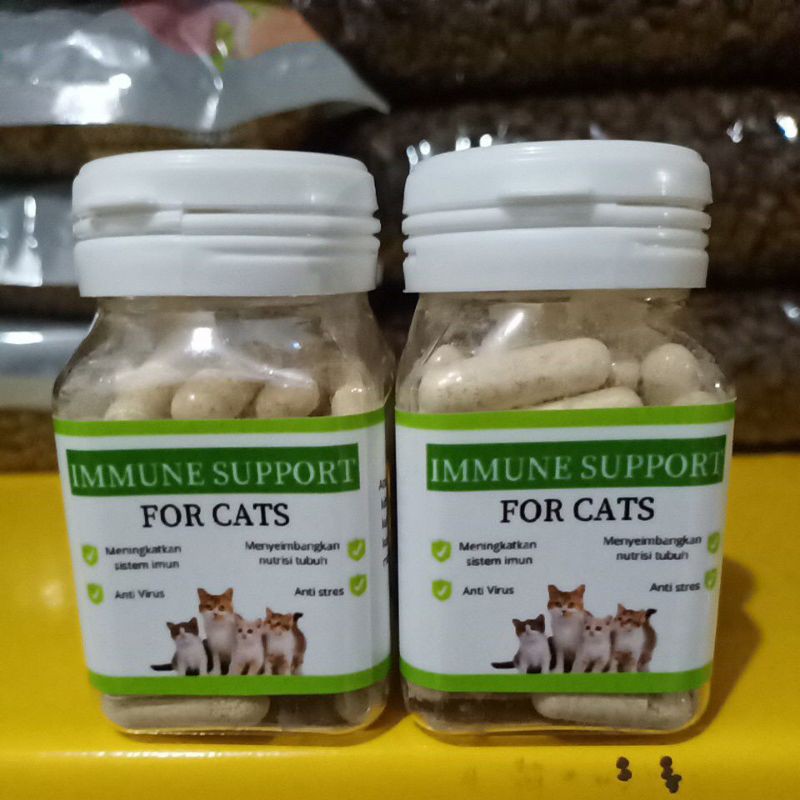 IMMUNE SUPPORT
FOR CATS
Meningkatkan
sistem imun
Menyeimbangkan
nutrisi tubuh
Anti Virus
Anti stres
IMMUNE SUPPORT
FOR CATS
Meningkatkan
sistem imun
Menyeimbangkan
nutrisi tubuh
Anti Virus
Anti stres